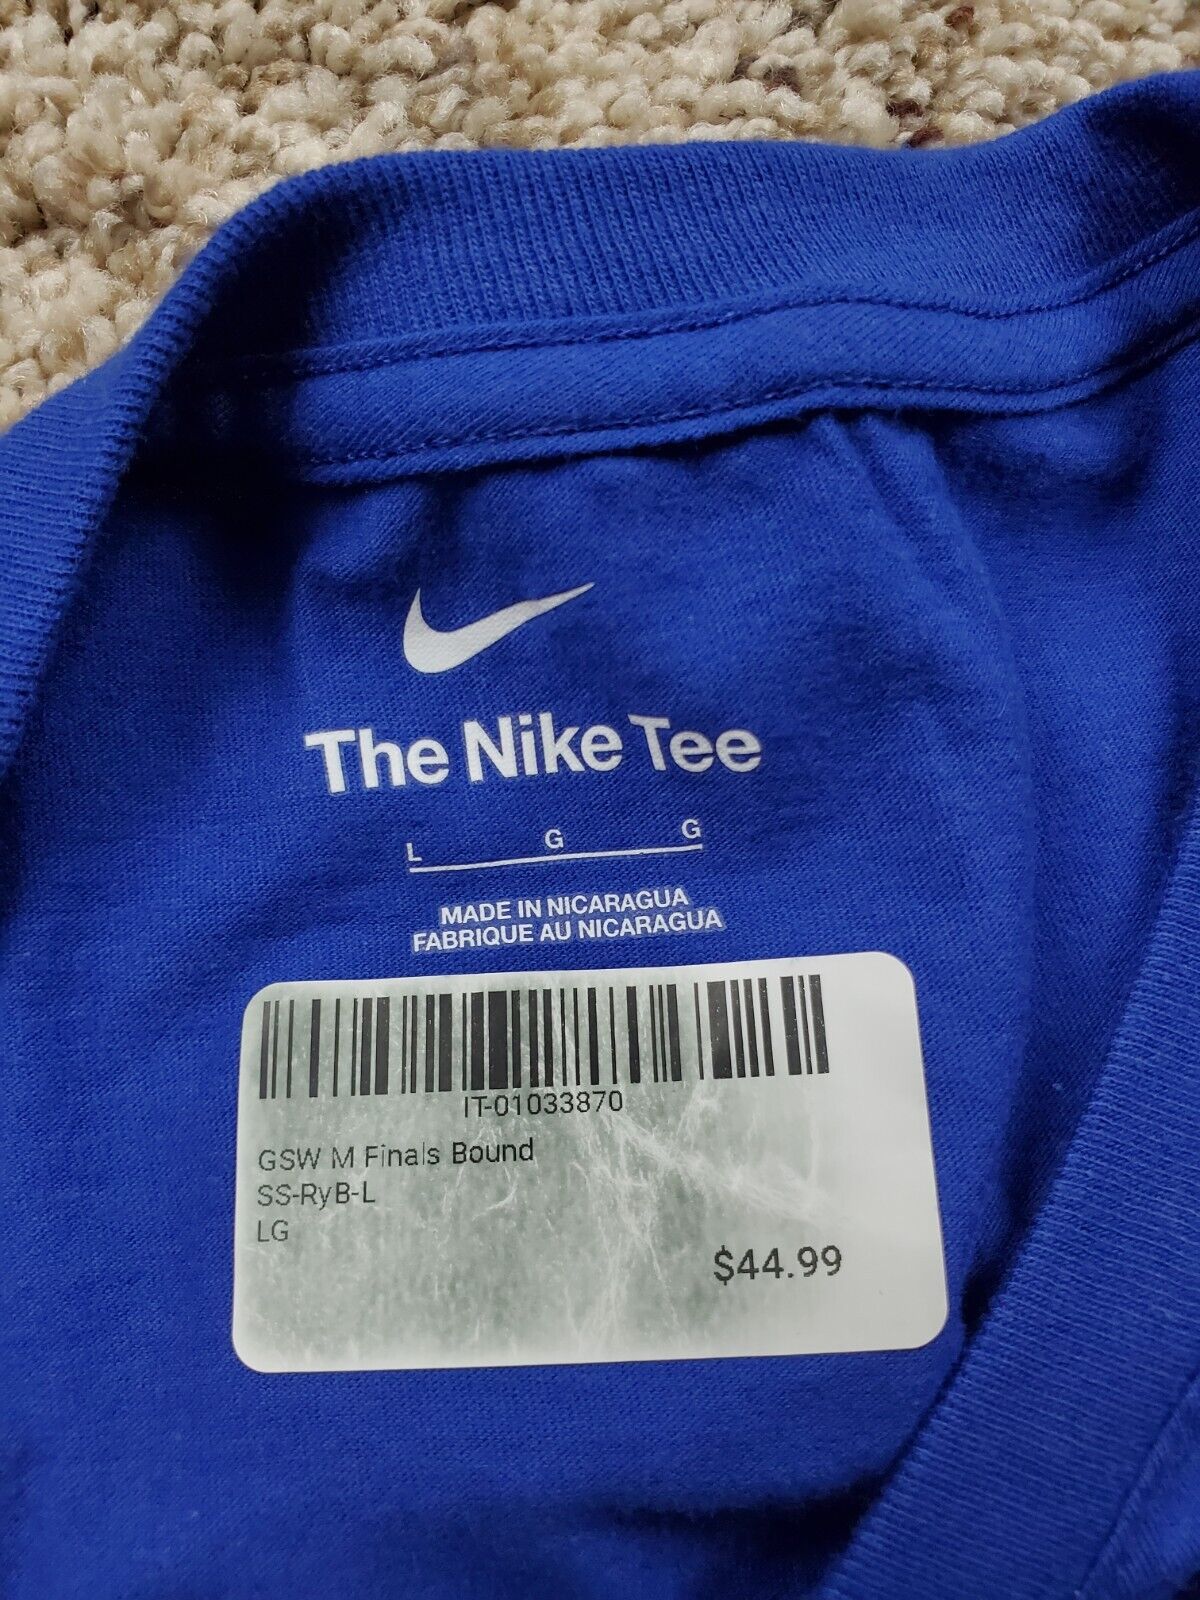 The Nike Tee
L G G
MADE IN NICARAGUA
FABRIQUE AU NICARAGUA
IT-01033870
GSW M Finals Bound
SS-RyB-L
LG
$44.99